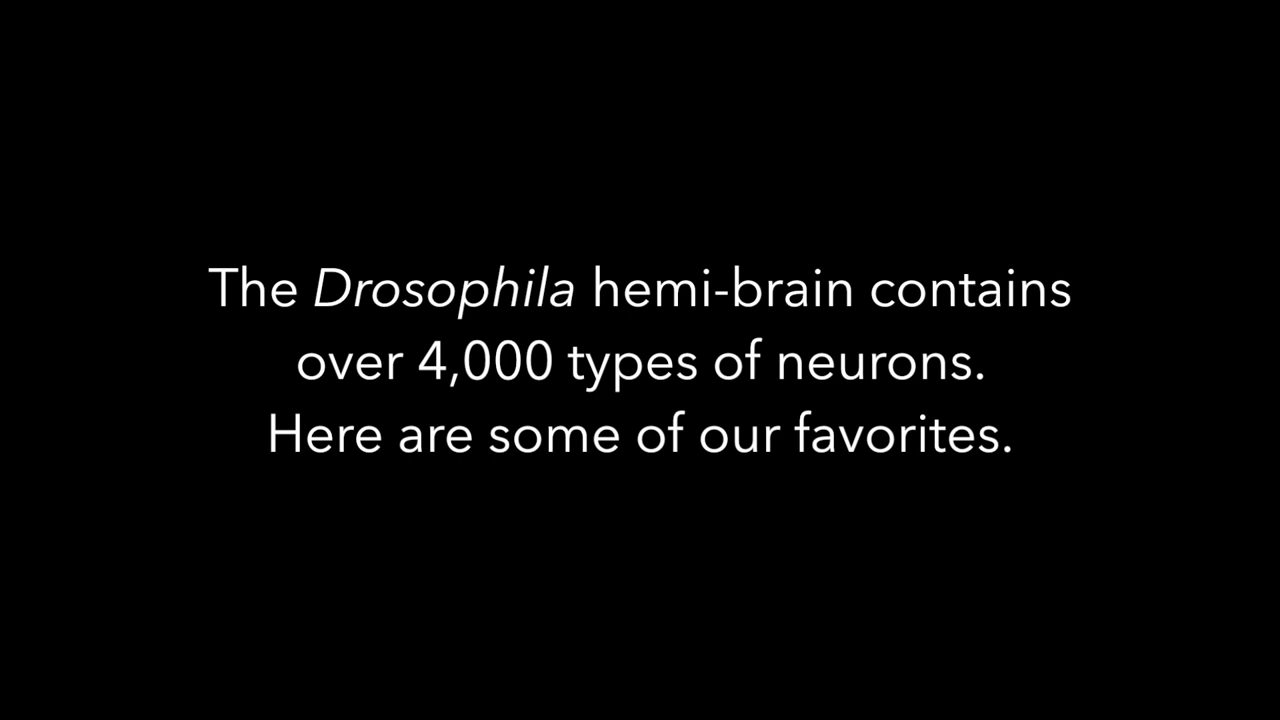 The Drosophila hemi-brain contains
over 4,000 types of neurons.
Here are some of our favorites.